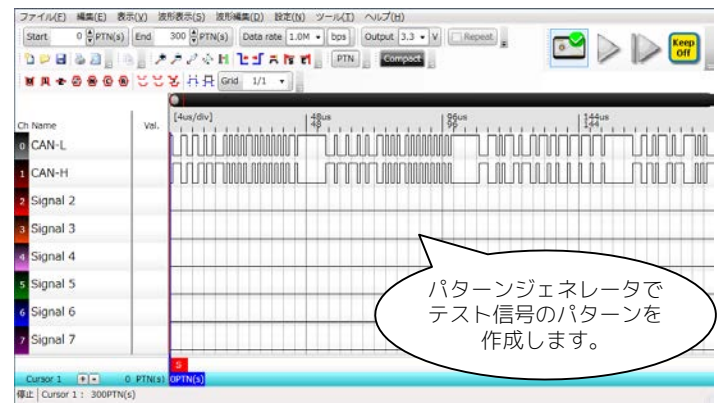 ファイル(F) 編集(E) 表示(V) 波形表示(S) 波形編集(D) 設定(N) ツール(T) ヘルプ(H)
Start 0 PTN(s) End 300 PTN(s) Data rate 1.0M bps Output 3.3 V Repeat
PTN Compact
Keep Off
Grid 1/1
Ch Name Val. [4us/div] 48us 96us 144us
48 96 144
0 CAN-L
1 CAN-H
2 Signal 2
3 Signal 3
4 Signal 4
5 Signal 5
6 Signal 6
7 Signal 7
パターンジェネレータで
テスト信号のパターンを
作成します。
S
Cursor 1 + - 0 PTN(s) 0PTN(s)
停止 Cursor 1 : 300PTN(s)